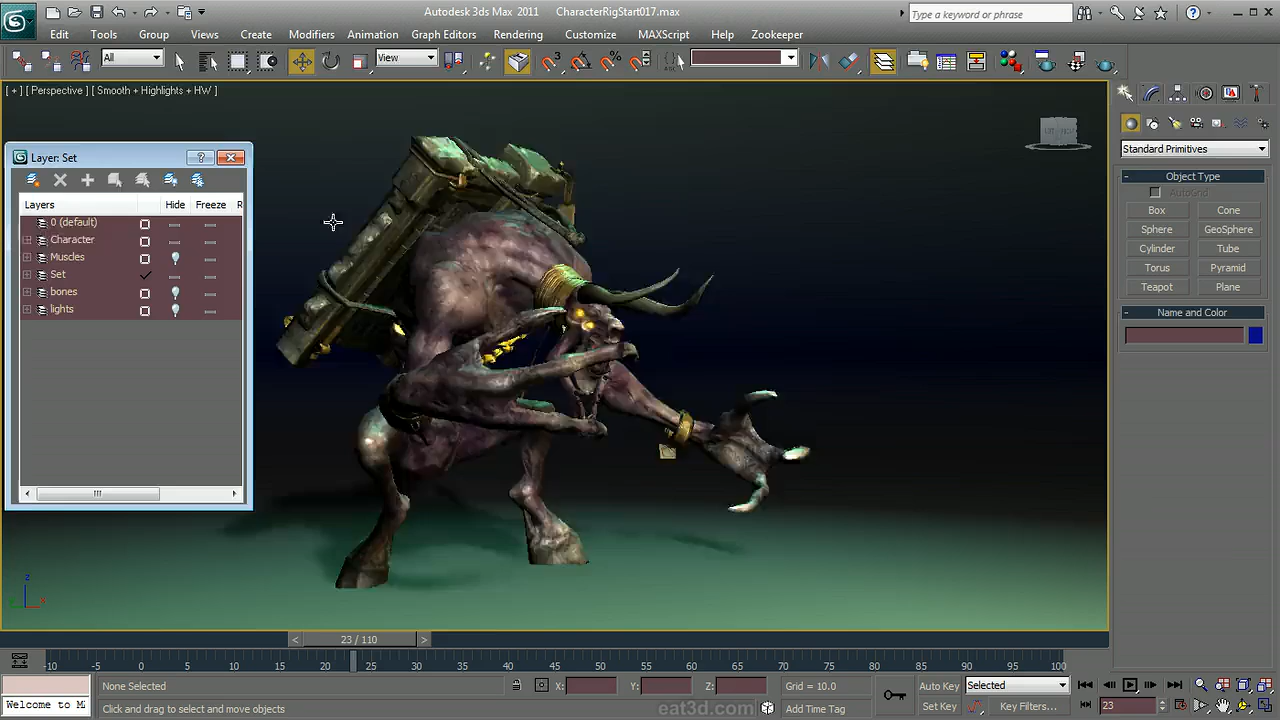 Autodesk 3ds Max 2011 CharacterRigStart017.max
Type a keyword or phrase
Edit Tools Group Views Create Modifiers Animation Graph Editors Rendering Customize MAXScript Help Zookeeper
All
View
[ + ] [ Perspective ] [ Smooth + Highlights + HW ]
Layer: Set
Layers Hide Freeze R
0 (default)
Character
Muscles
Set
bones
lights
Standard Primitives
- Object Type
AutoGrid
Box Cone
Sphere GeoSphere
Cylinder Tube
Torus Pyramid
Teapot Plane
- Name and Color
z
x
< 23 / 110 >
-10 -5 0 5 10 15 20 25 30 35 40 45 50 55 60 65 70 75 80 85 90 95 100
None Selected X: Y: Z: Grid = 10.0 Auto Key Selected
Welcome to MA Click and drag to select and move objects eat3d.com Add Time Tag Set Key Key Filters... 23